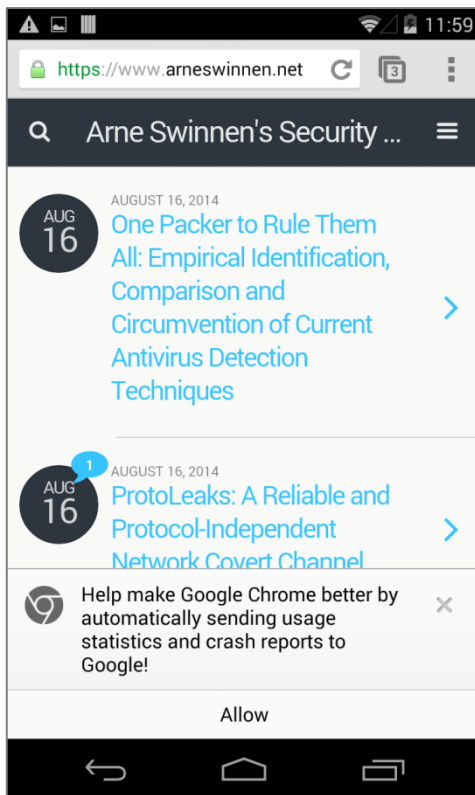 11:59
https://www.arneswinnen.net
3
Arne Swinnen's Security ...
AUG
16
AUGUST 16, 2014
One Packer to Rule Them
All: Empirical Identification,
Comparison and
Circumvention of Current
Antivirus Detection
Techniques
1
AUG
16
AUGUST 16, 2014
ProtoLeaks: A Reliable and
Protocol-Independent
Network Covert Channel
Help make Google Chrome better by
automatically sending usage
statistics and crash reports to
Google!
Allow